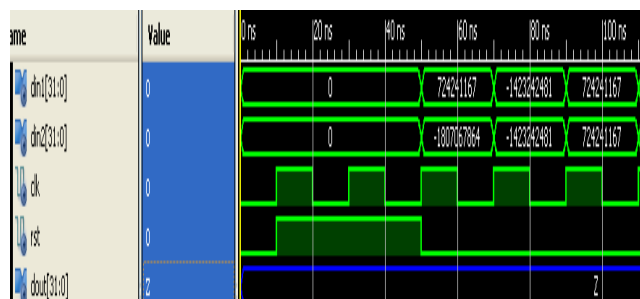 ame Value 0 ns 20 ns 40 ns 60 ns 80 ns 100 ns
din1[31:0] 0 0 724241167 -1423242481 724241167
din2[31:0] 0 0 -1807067864 -1423242481 724241167
clk 0
rst 0
dout[31:0] Z Z